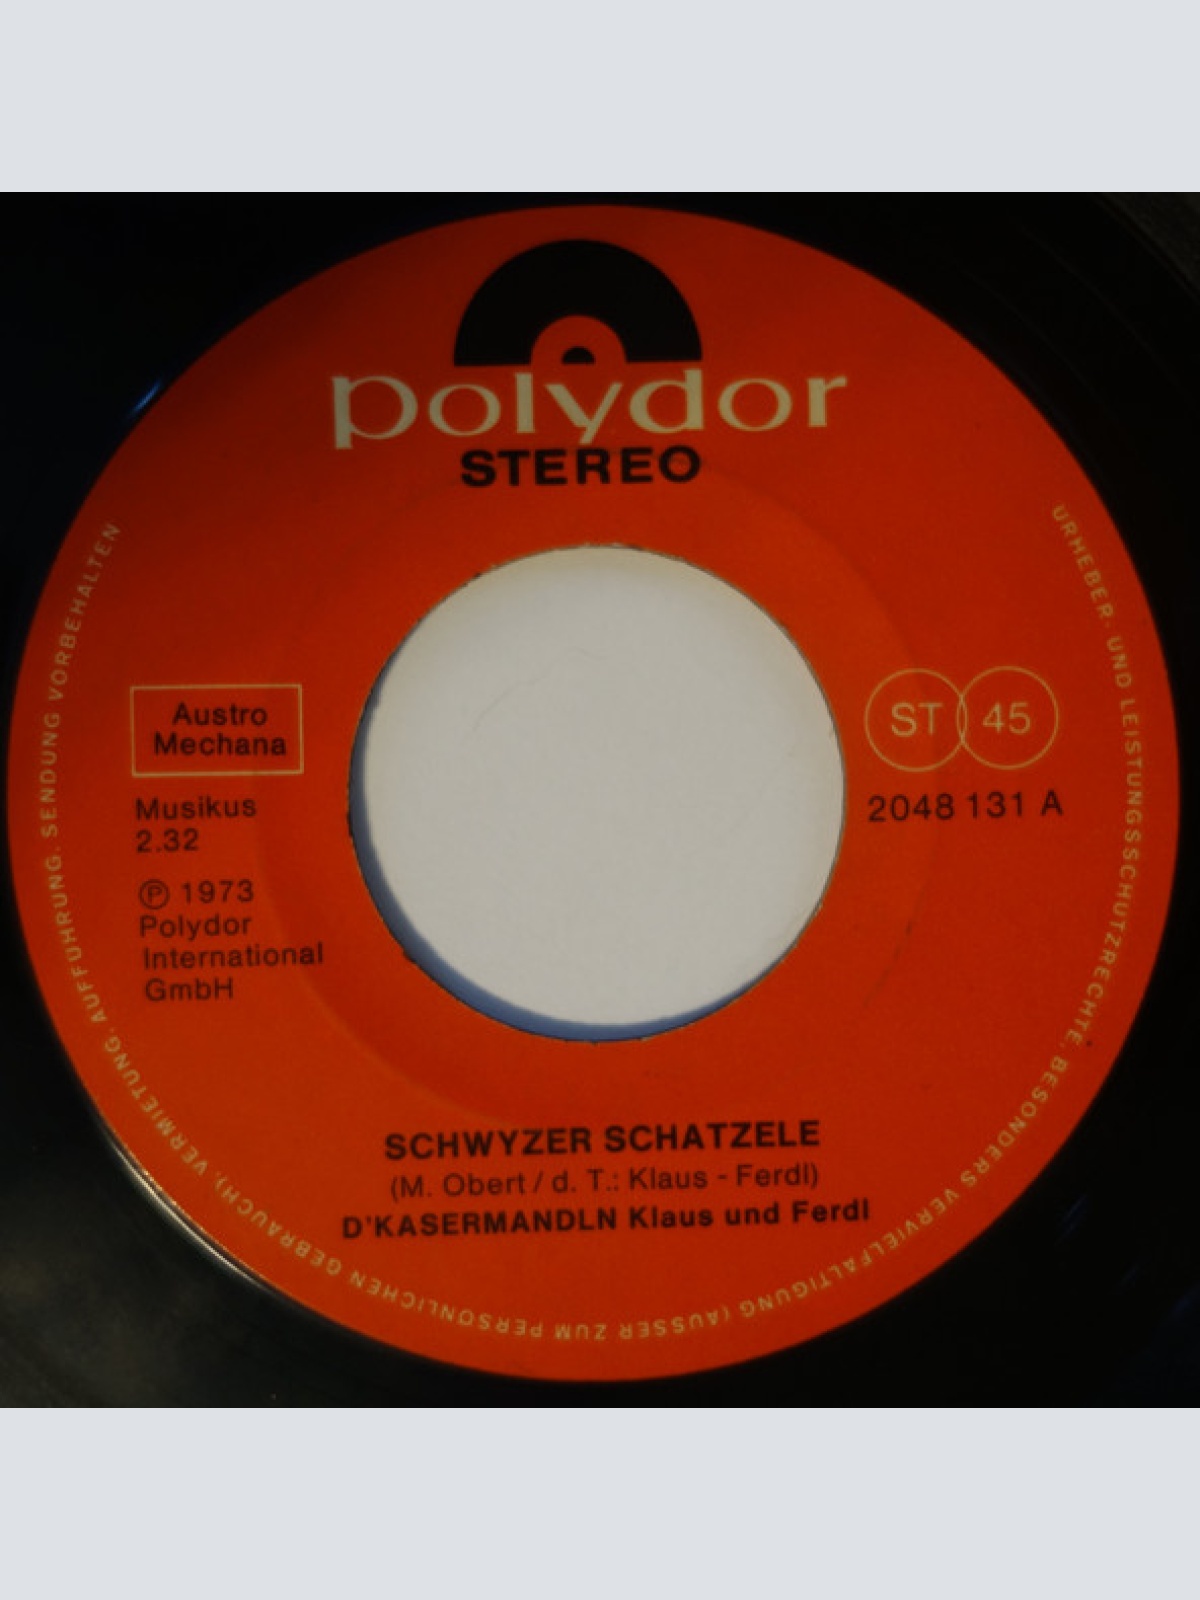 polydor
STEREO
Austro
Mechana
Musikus
2.32
Ⓟ 1973
Polydor
International
GmbH
ST 45
2048 131 A
SCHWYZER SCHATZELE
(M. Obert / d. T.: Klaus - Ferdl)
D'KASERMANDLN Klaus und Ferdl
URHEBER- UND LEISTUNGSSCHUTZRECHTE, BESONDERS VERVIELFÄLTIGUNG (AUSSER ZUM PERSÖNLICHEN GEBRAUCH), VERMIETUNG, AUFFÜHRUNG, SENDUNG VORBEHALTEN